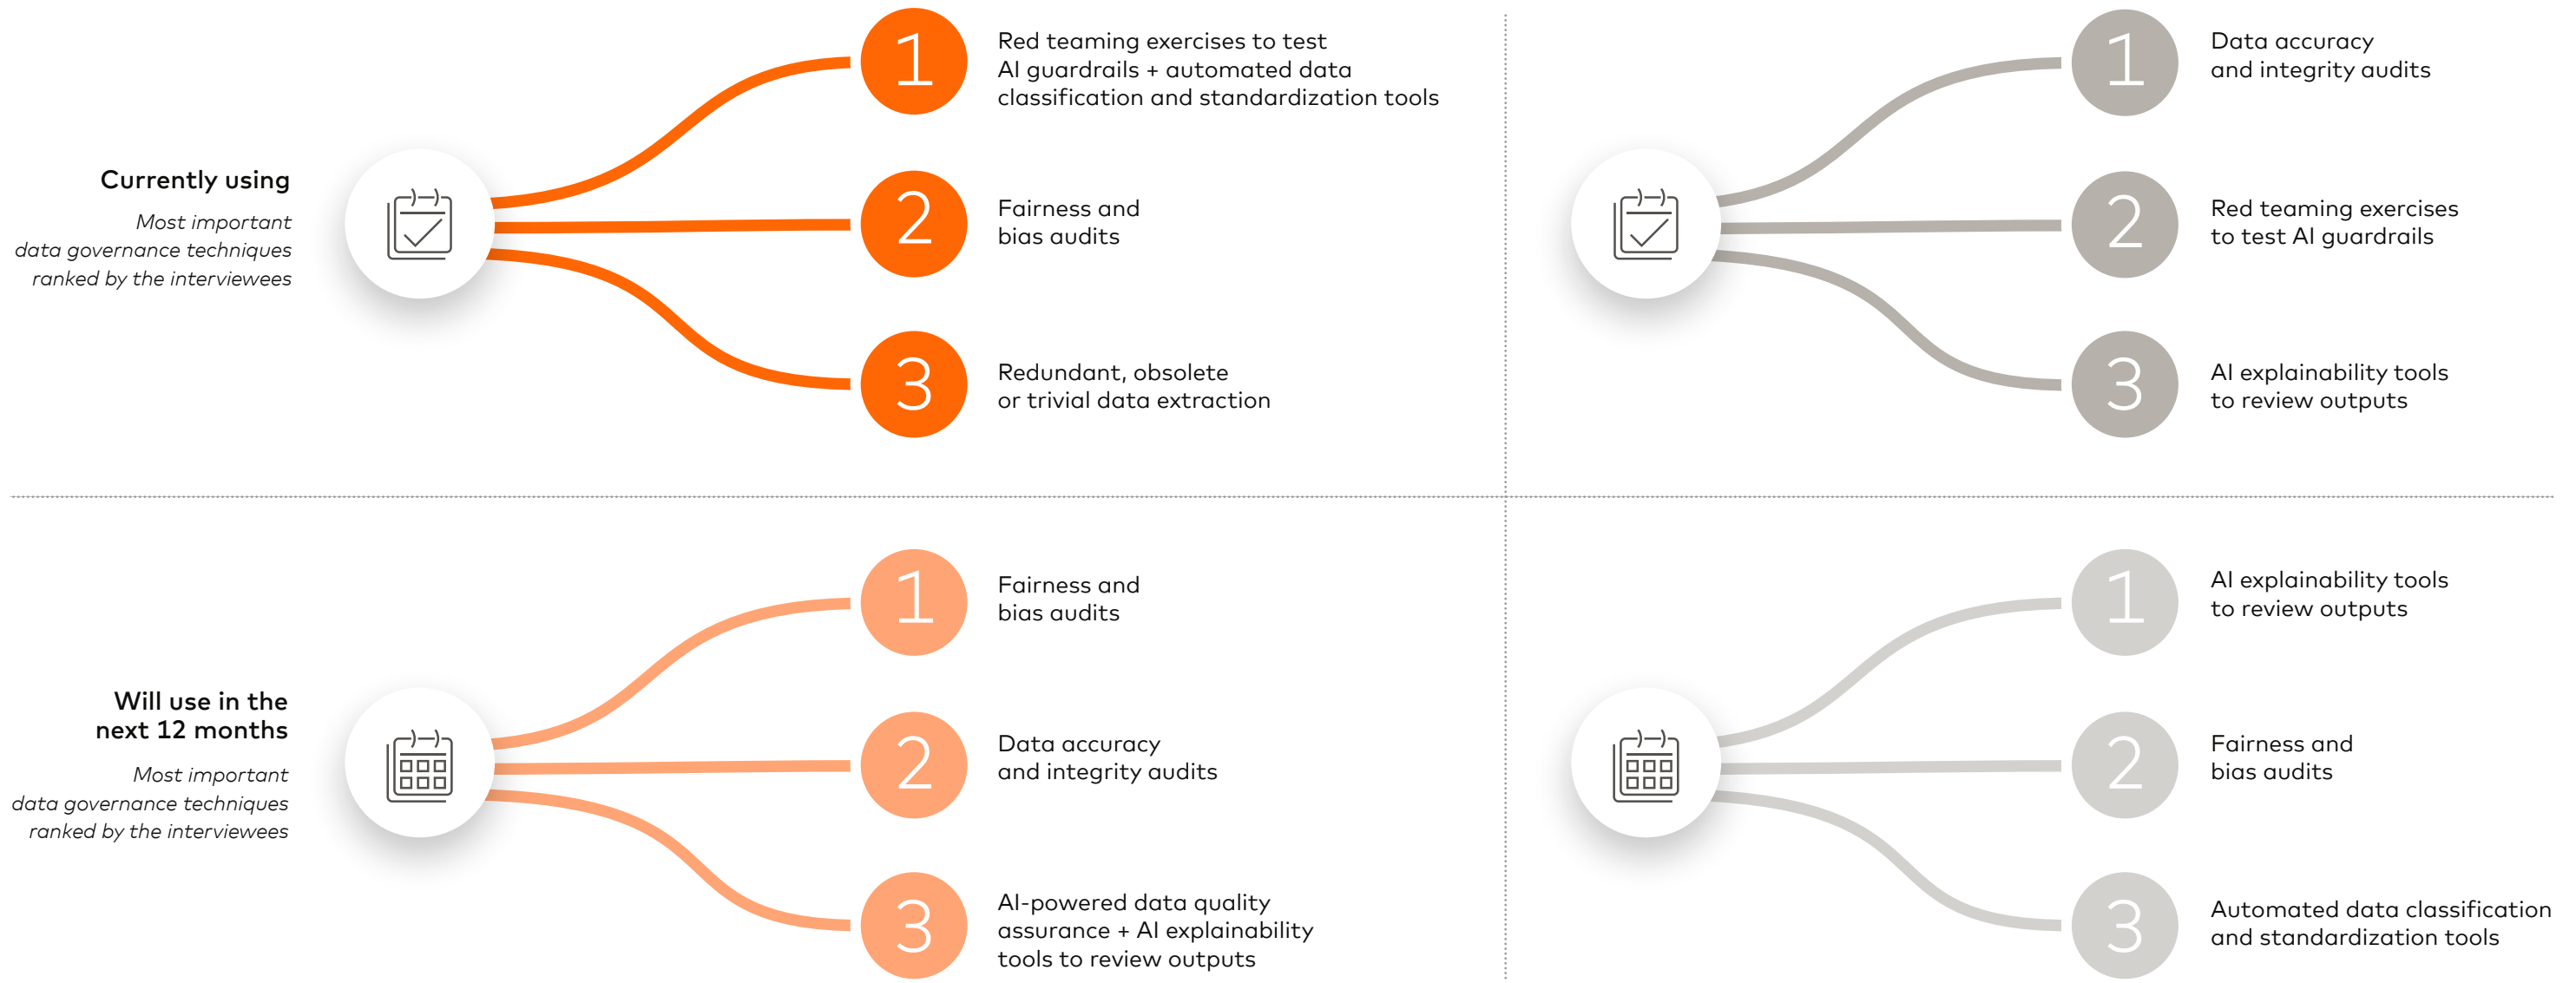 Currently using
Most important
data governance techniques
ranked by the interviewees
1
Red teaming exercises to test
AI guardrails + automated data
classification and standardization tools
2
Fairness and
bias audits
3
Redundant, obsolete
or trivial data extraction
1
Data accuracy
and integrity audits
2
Red teaming exercises
to test AI guardrails
3
AI explainability tools
to review outputs
Will use in the
next 12 months
Most important
data governance techniques
ranked by the interviewees
1
Fairness and
bias audits
2
Data accuracy
and integrity audits
3
AI-powered data quality
assurance + AI explainability
tools to review outputs
1
AI explainability tools
to review outputs
2
Fairness and
bias audits
3
Automated data classification
and standardization tools